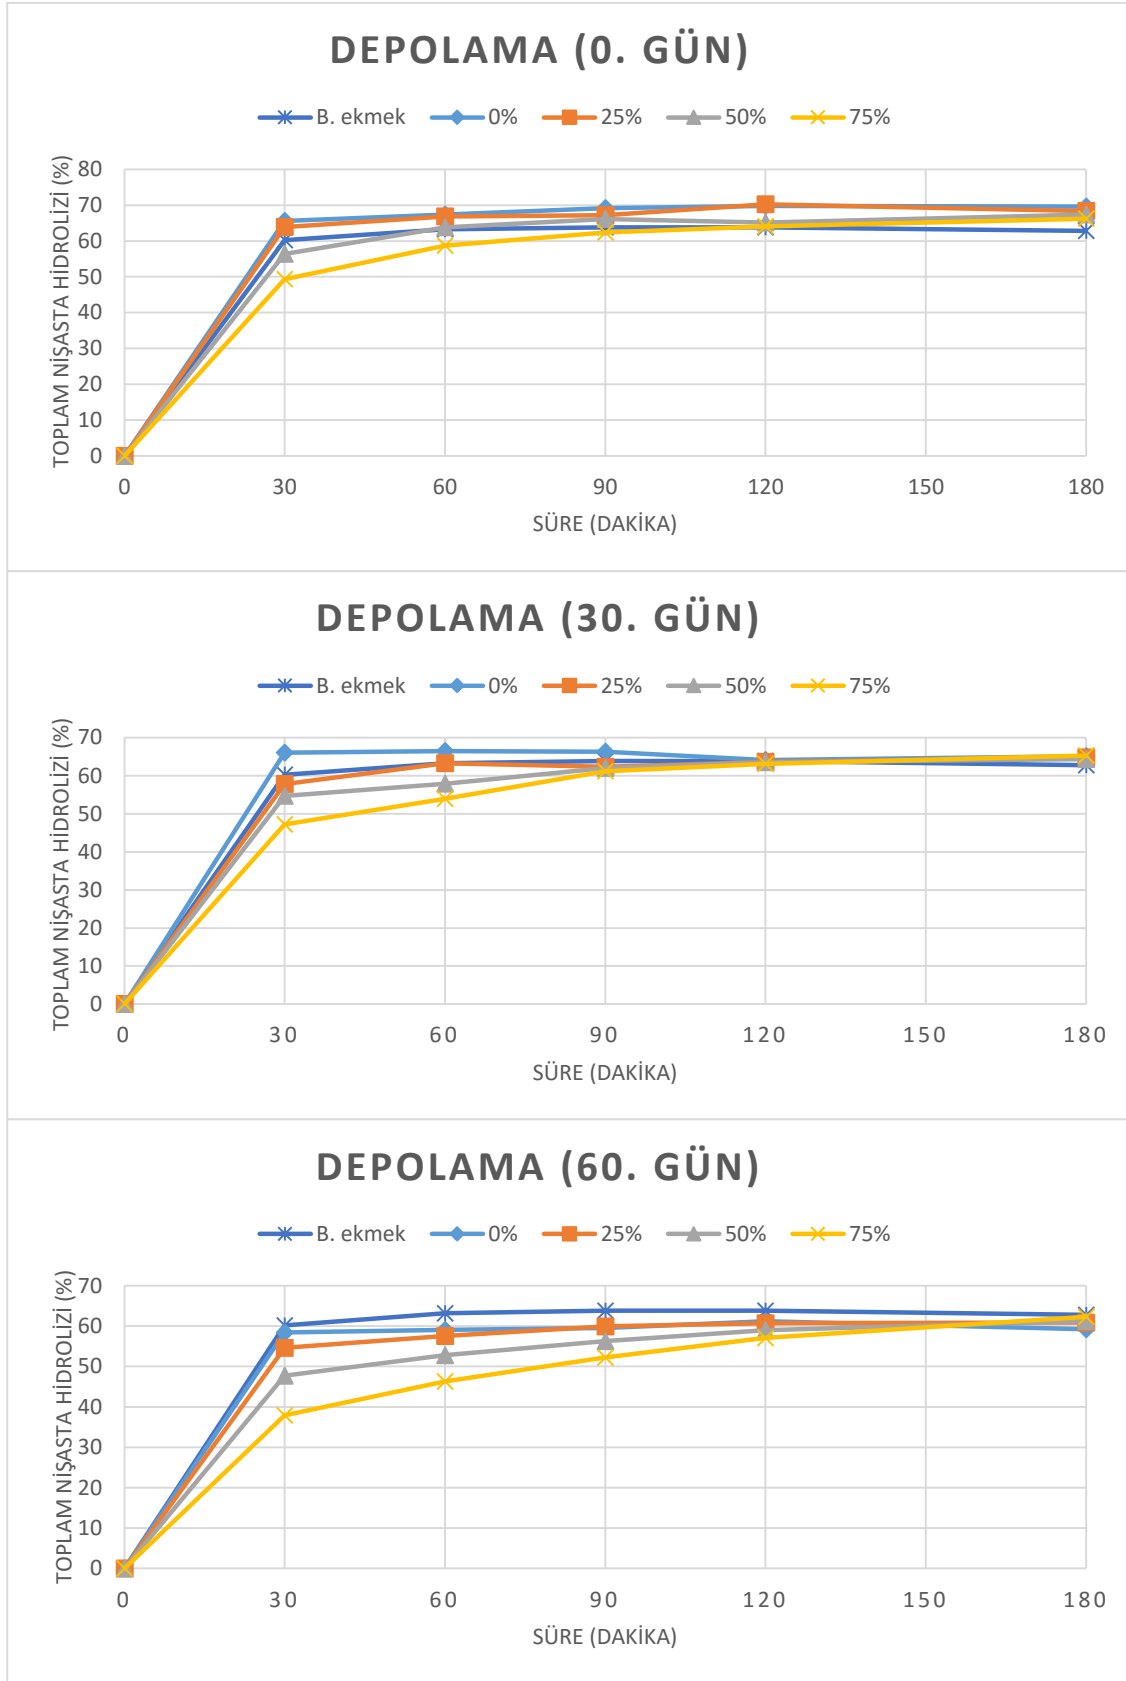 DEPOLAMA (0. GÜN)
B. ekmek 0% 25% 50% 75%
TOPLAM NİŞASTA HİDROLİZİ (%)
80
70
60
50
40
30
20
10
0
0 30 60 90 120 150 180
SÜRE (DAKİKA)
DEPOLAMA (30. GÜN)
B. ekmek 0% 25% 50% 75%
TOPLAM NİŞASTA HİDROLİZİ (%)
70
60
50
40
30
20
10
0
0 30 60 90 120 150 180
SÜRE (DAKİKA)
DEPOLAMA (60. GÜN)
B. ekmek 0% 25% 50% 75%
TOPLAM NİŞASTA HİDROLİZİ (%)
70
60
50
40
30
20
10
0
0 30 60 90 120 150 180
SÜRE (DAKİKA)